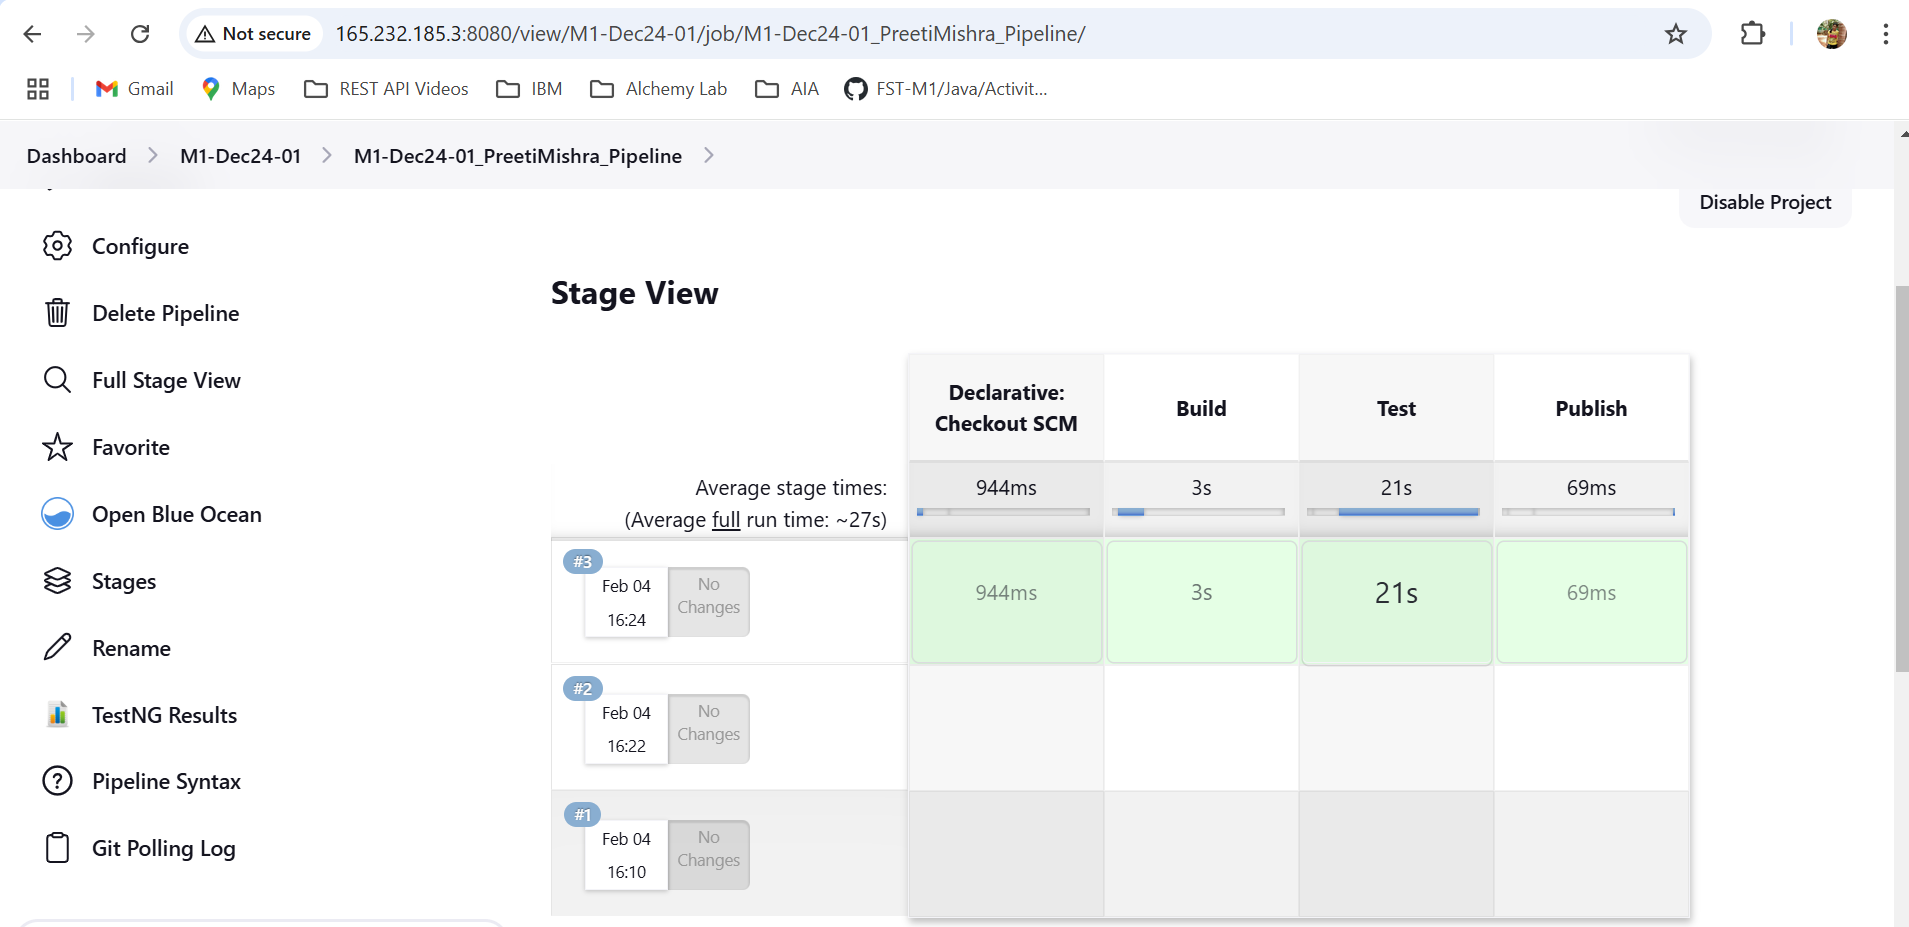 Not secure
165.232.185.3:8080/view/M1-Dec24-01/job/M1-Dec24-01_PreetiMishra_Pipeline/
Gmail
Maps
REST API Videos
IBM
Alchemy Lab
AIA
FST-M1/Java/Activit...
Dashboard
M1-Dec24-01
M1-Dec24-01_PreetiMishra_Pipeline
Disable Project
Configure
Delete Pipeline
Full Stage View
Favorite
Open Blue Ocean
Stages
Rename
TestNG Results
Pipeline Syntax
Git Polling Log
Stage View
Declarative:
Checkout SCM
Build
Test
Publish
Average stage times:
(Average full run time: ~27s)
944ms
3s
21s
69ms
#3
Feb 04
16:24
No
Changes
944ms
3s
21s
69ms
#2
Feb 04
16:22
No
Changes
#1
Feb 04
16:10
No
Changes